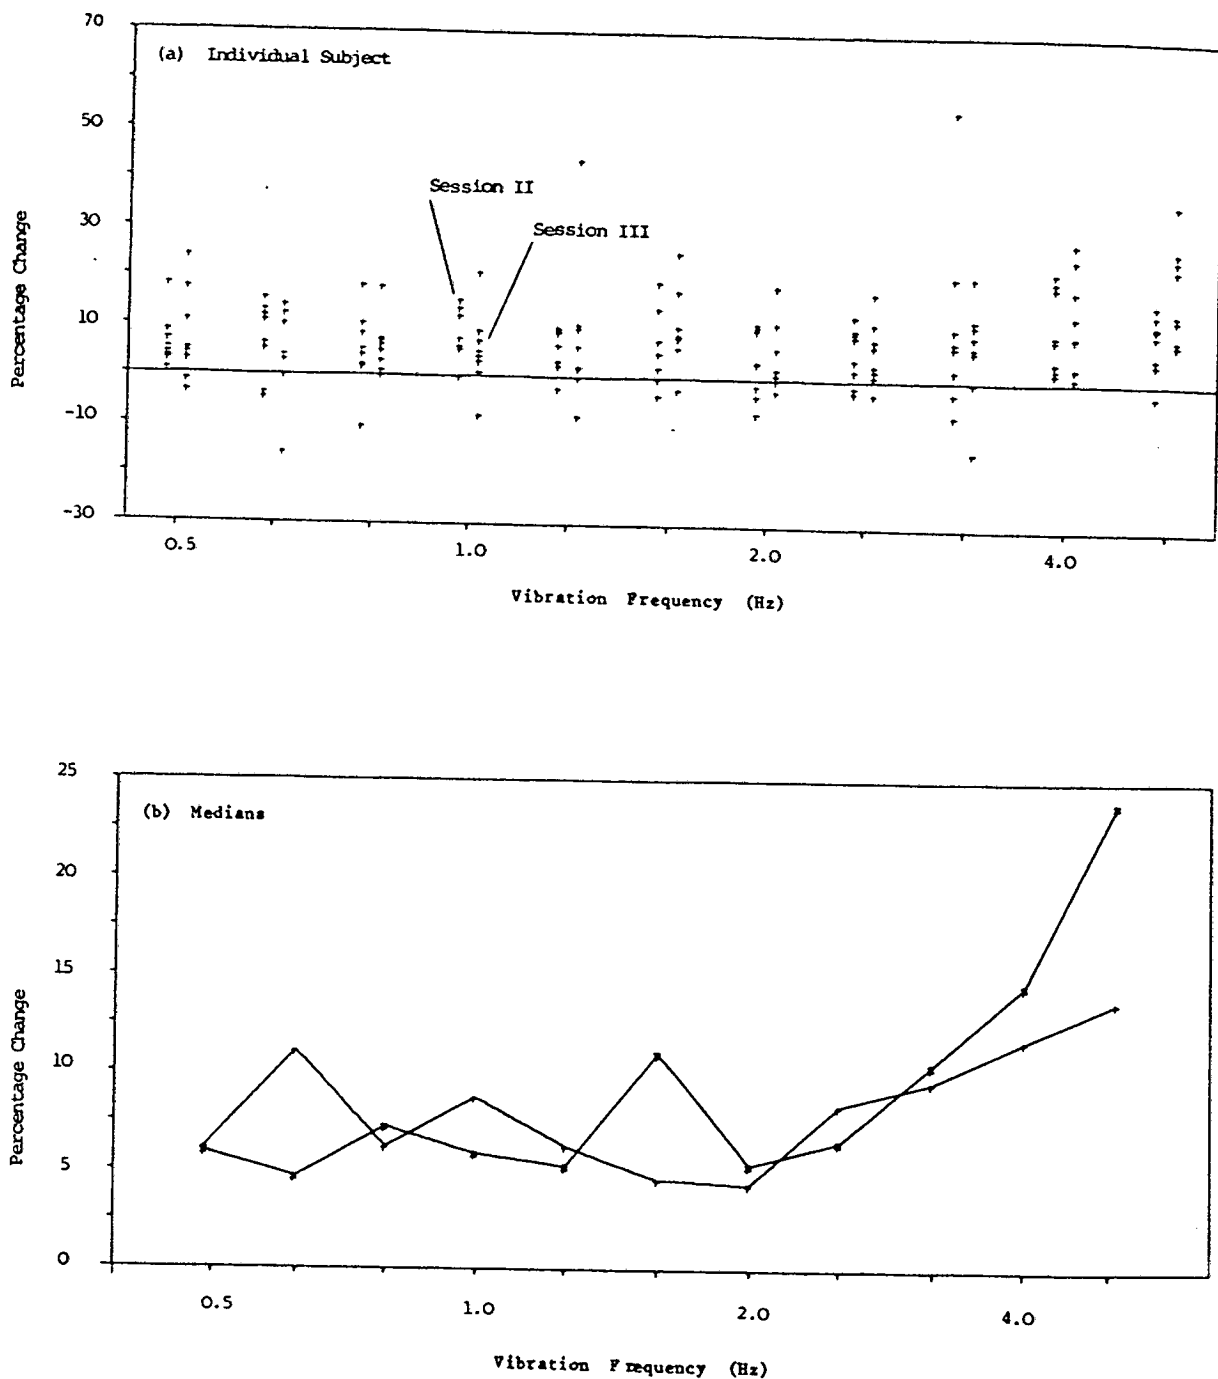 70
(a) Individual Subject
50
Session II
30
Session III
10
-10
-30
Percentage Change
0.5 1.0 2.0 4.0
Vibration Frequency (Hz)
25
(b) Medians
20
15
10
5
0
Percentage Change
0.5 1.0 2.0 4.0
Vibration Frequency (Hz)